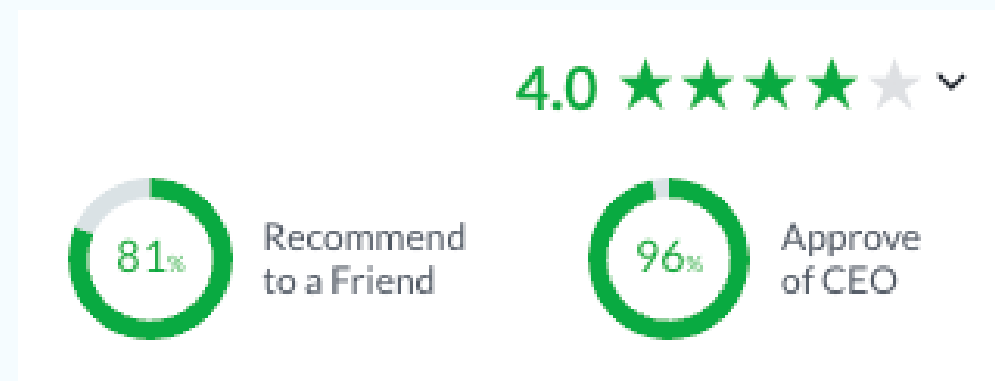 4.0
81%
Recommend
to a Friend
96%
Approve
of CEO